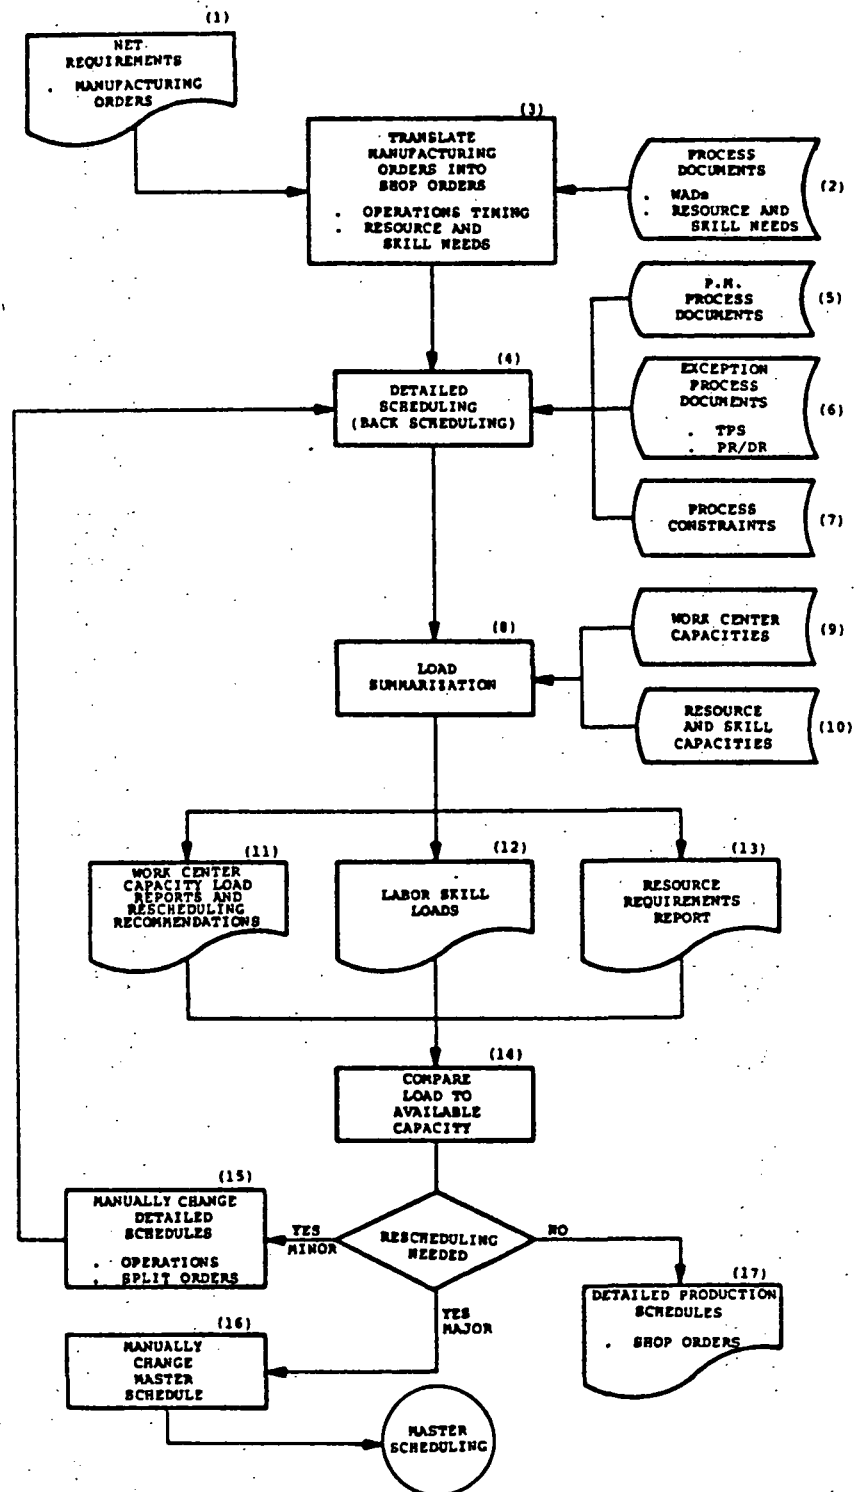 (1)
NET
REQUIREMENTS
. MANUFACTURING
ORDERS
(3)
TRANSLATE
MANUFACTURING
ORDERS INTO
SHOP ORDERS
. OPERATIONS TIMING
. RESOURCE AND
SKILL NEEDS
PROCESS
DOCUMENTS
. WADs
. RESOURCE AND
SKILL NEEDS
(2)
P.M.
PROCESS
DOCUMENTS
(5)
(4)
DETAILED
SCHEDULING
(BACK SCHEDULING)
EXCEPTION
PROCESS
DOCUMENTS
. TPS
. PR/DR
(6)
PROCESS
CONSTRAINTS
(7)
(8)
LOAD
SUMMARIZATION
WORK CENTER
CAPACITIES
(9)
RESOURCE
AND SKILL
CAPACITIES
(10)
(11)
WORK CENTER
CAPACITY LOAD
REPORTS AND
RESCHEDULING
RECOMMENDATIONS
(12)
LABOR SKILL
LOADS
(13)
RESOURCE
REQUIREMENTS
REPORT
(14)
COMPARE
LOAD TO
AVAILABLE
CAPACITY
(15)
MANUALLY CHANGE
DETAILED
SCHEDULES
. OPERATIONS
. SPLIT ORDERS
YES
MINOR
RESCHEDULING
NEEDED
NO
YES
MAJOR
(17)
DETAILED PRODUCTION
SCHEDULES
. SHOP ORDERS
(16)
MANUALLY
CHANGE
MASTER
SCHEDULE
MASTER
SCHEDULING